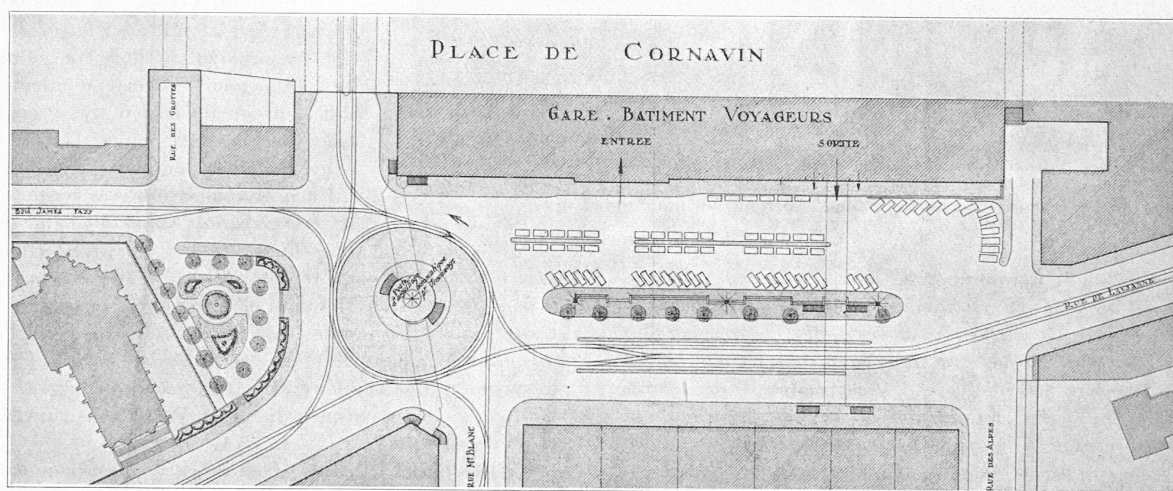 PLACE DE CORNAVIN
GARE . BATIMENT VOYAGEURS
ENTREE
SORTIE
RUE DES GROTTES
BOUL JAMES FAZY
RUE DE LAUSANNE
RUE MT BLANC
RUE DES ALPES